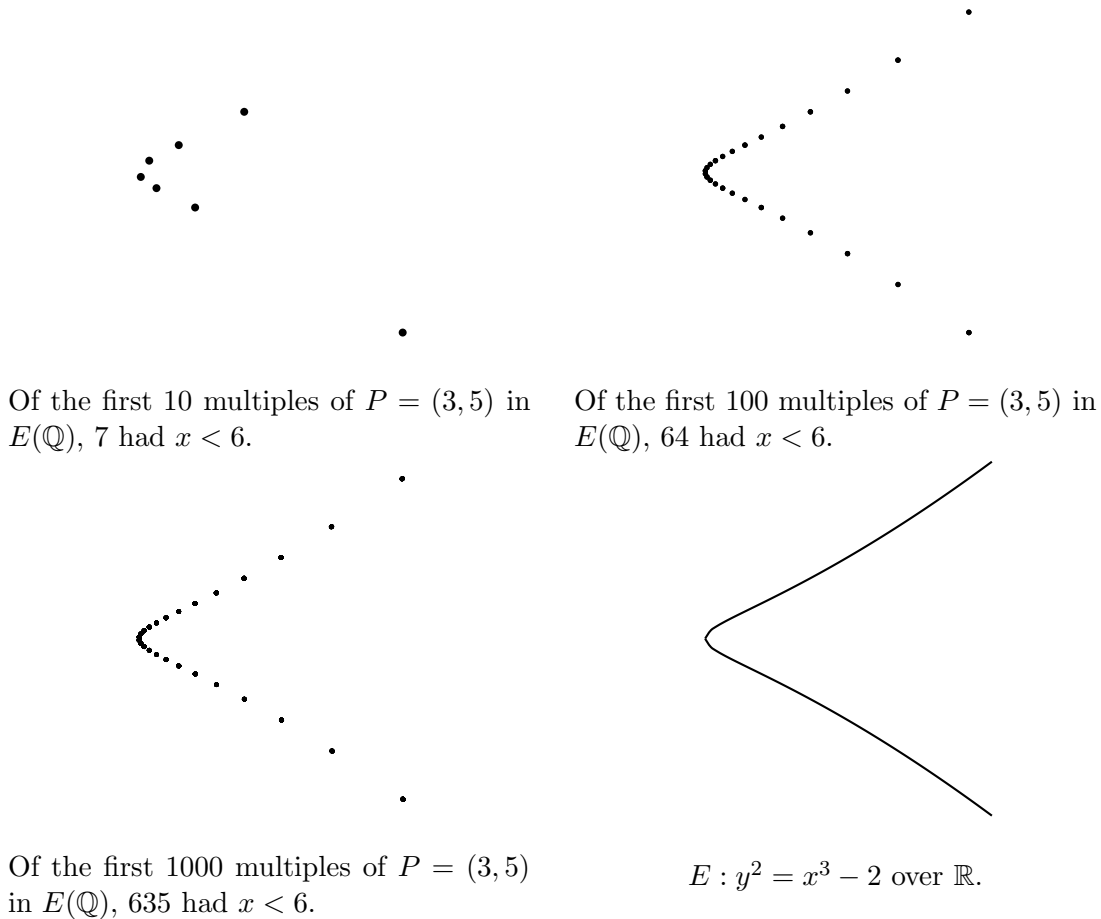 Of the first 10 multiples of P = (3, 5) in
E(ℚ), 7 had x < 6.
Of the first 100 multiples of P = (3, 5) in
E(ℚ), 64 had x < 6.
Of the first 1000 multiples of P = (3, 5)
in E(ℚ), 635 had x < 6.
E : y² = x³ − 2 over ℝ.